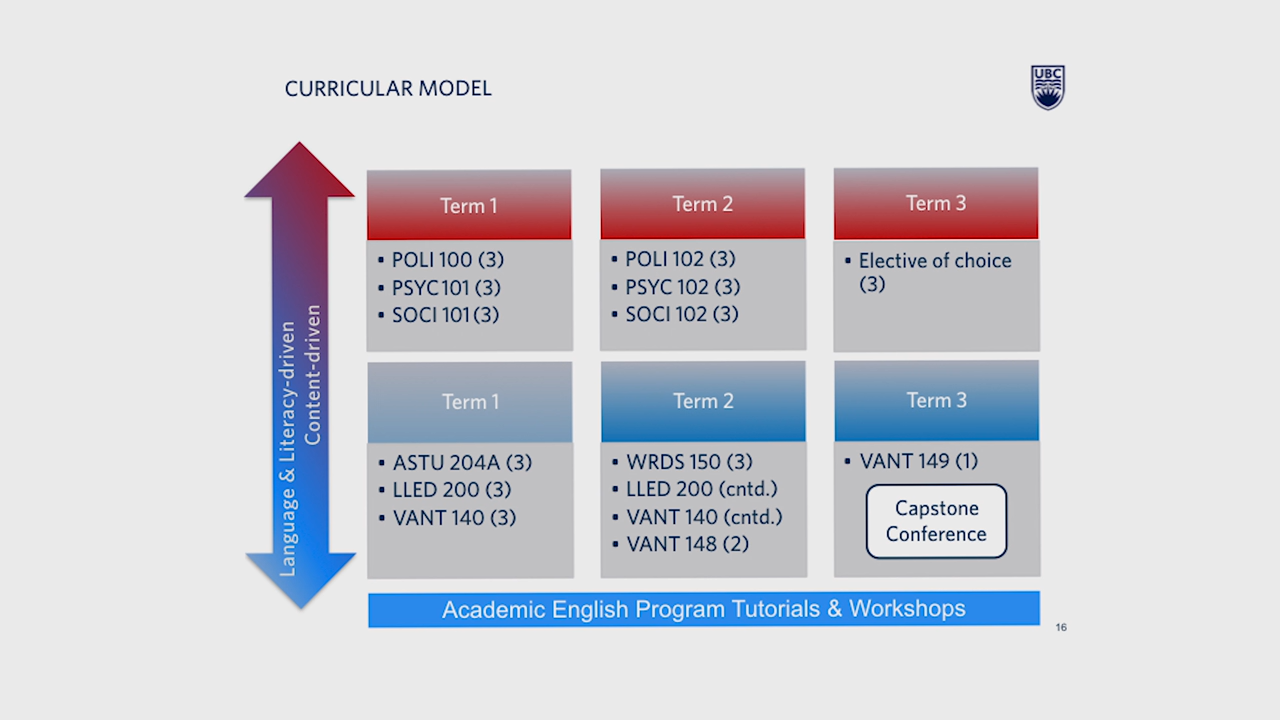 CURRICULAR MODEL
UBC
Language & Literacy-driven
Content-driven
Term 1
▪ POLI 100 (3)
▪ PSYC 101 (3)
▪ SOCI 101 (3)
Term 2
▪ POLI 102 (3)
▪ PSYC 102 (3)
▪ SOCI 102 (3)
Term 3
▪ Elective of choice
(3)
Term 1
▪ ASTU 204A (3)
▪ LLED 200 (3)
▪ VANT 140 (3)
Term 2
▪ WRDS 150 (3)
▪ LLED 200 (cntd.)
▪ VANT 140 (cntd.)
▪ VANT 148 (2)
Term 3
▪ VANT 149 (1)
Capstone
Conference
Academic English Program Tutorials & Workshops
16